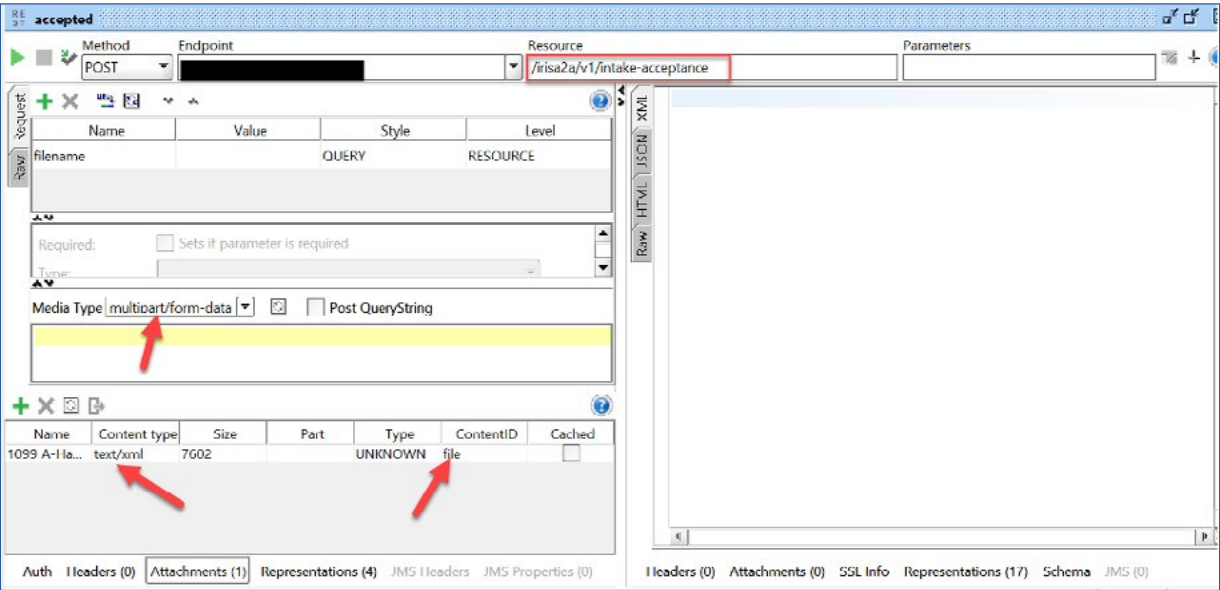 accepted
Method Endpoint Resource Parameters
POST /irisa2a/v1/intake-acceptance
Request
Raw
Name Value Style Level
filename QUERY RESOURCE
Required: Sets if parameter is required
Type:
Media Type multipart/form-data Post QueryString
Name Content type Size Part Type ContentID Cached
1099 A-Ha... text/xml 7602 UNKNOWN file
Auth Headers (0) Attachments (1) Representations (4) JMS Headers JMS Properties (0)
XML
JSON
HTML
Raw
Headers (0) Attachments (0) SSL Info Representations (17) Schema JMS (0)